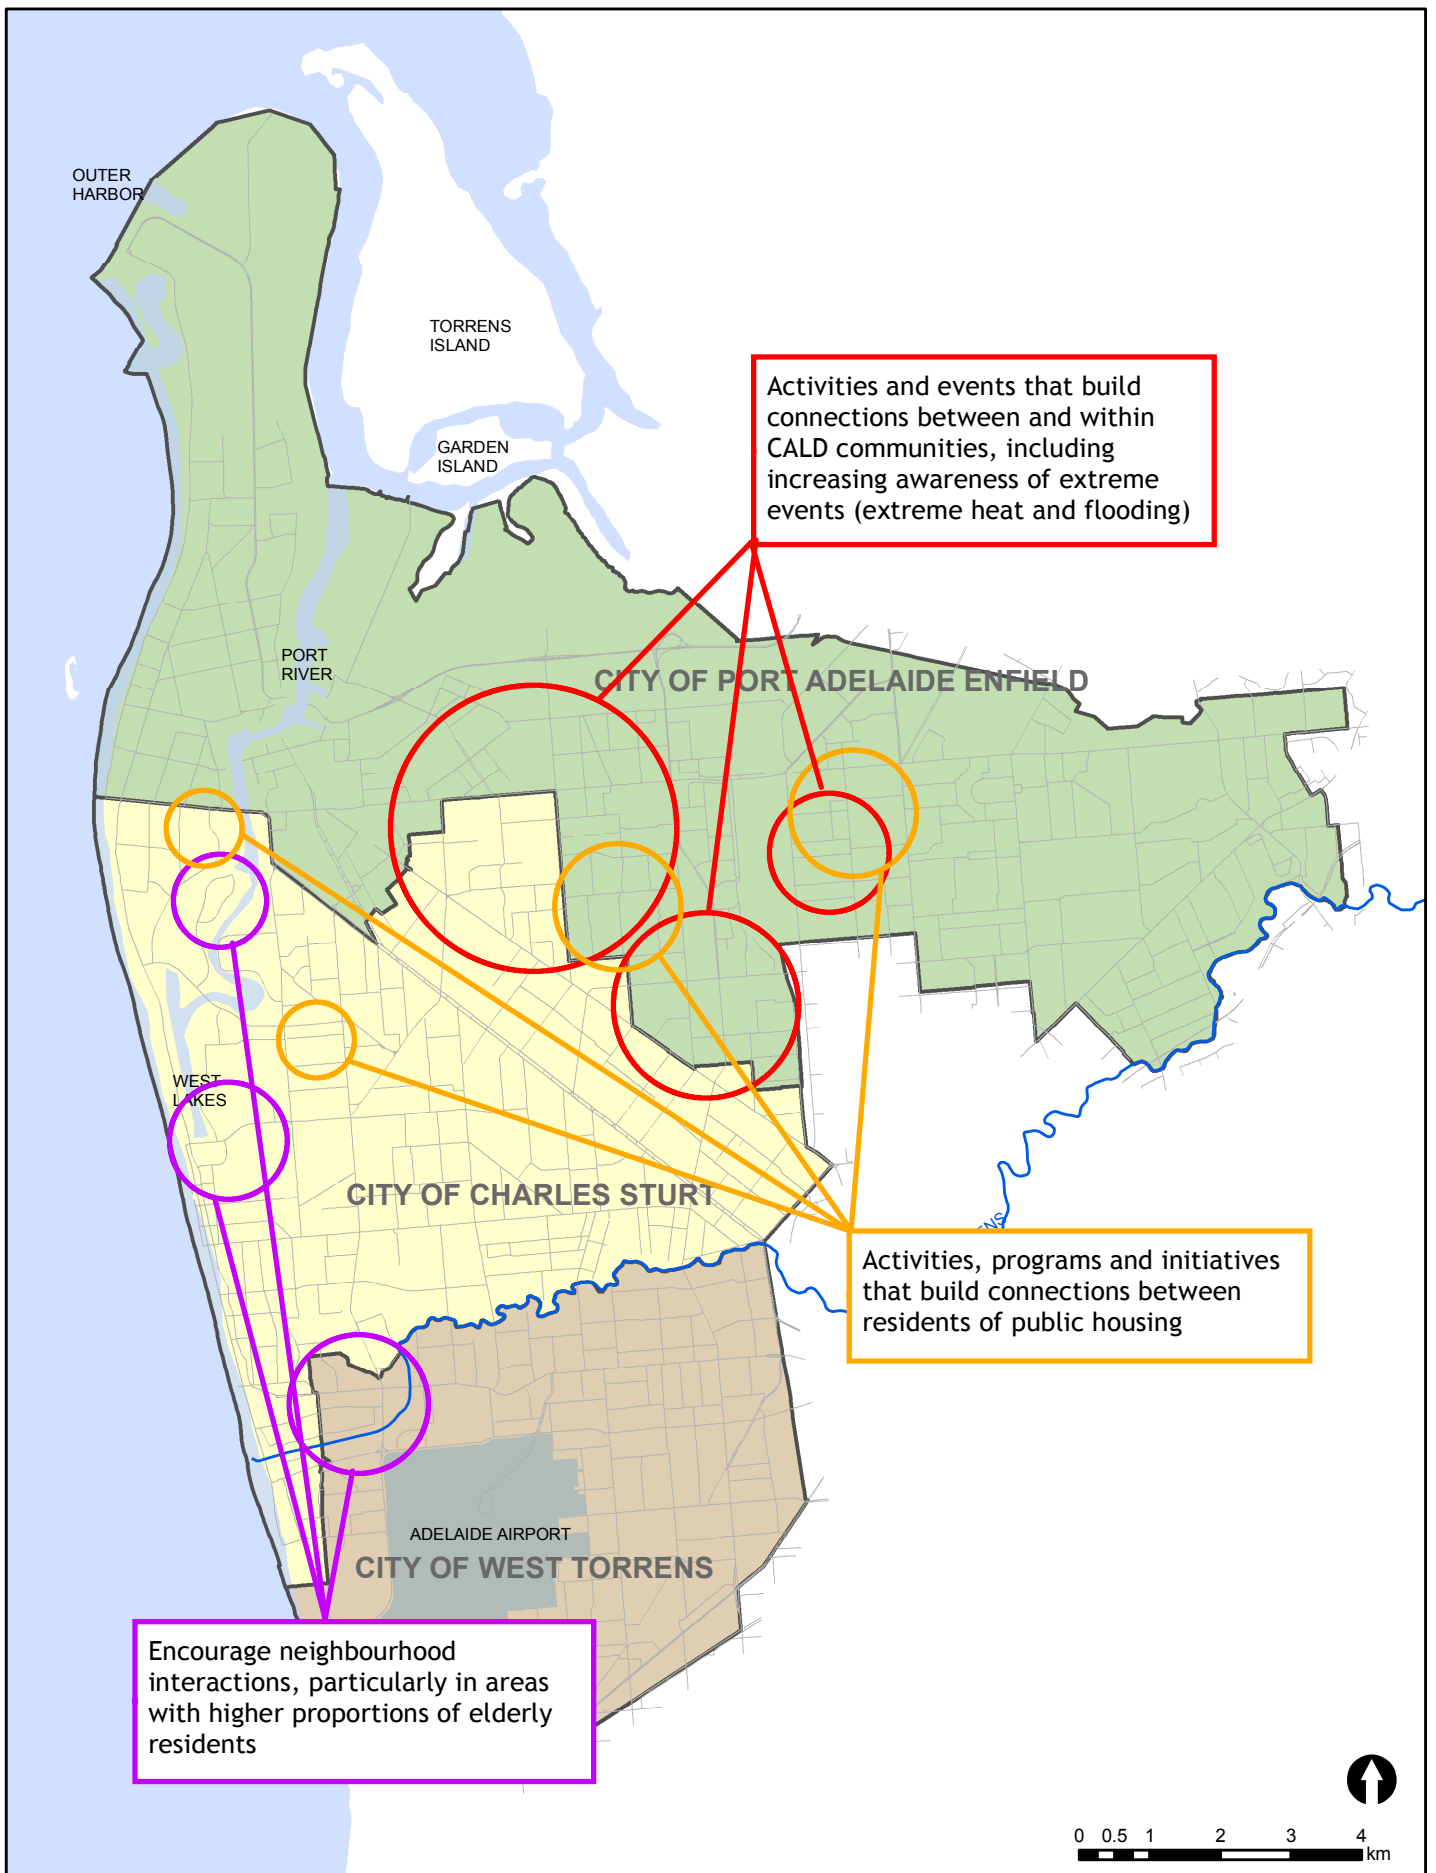 OUTER
HARBOR
TORRENS
ISLAND
Activities and events that build
connections between and within
CALD communities, including
increasing awareness of extreme
events (extreme heat and flooding)
GARDEN
ISLAND
PORT
RIVER
CITY OF PORT ADELAIDE ENFIELD
WEST
LAKES
CITY OF CHARLES STURT
ENS
Activities, programs and initiatives
that build connections between
residents of public housing
ADELAIDE AIRPORT
CITY OF WEST TORRENS
Encourage neighbourhood
interactions, particularly in areas
with higher proportions of elderly
residents
0 0.5 1 2 3 4
km